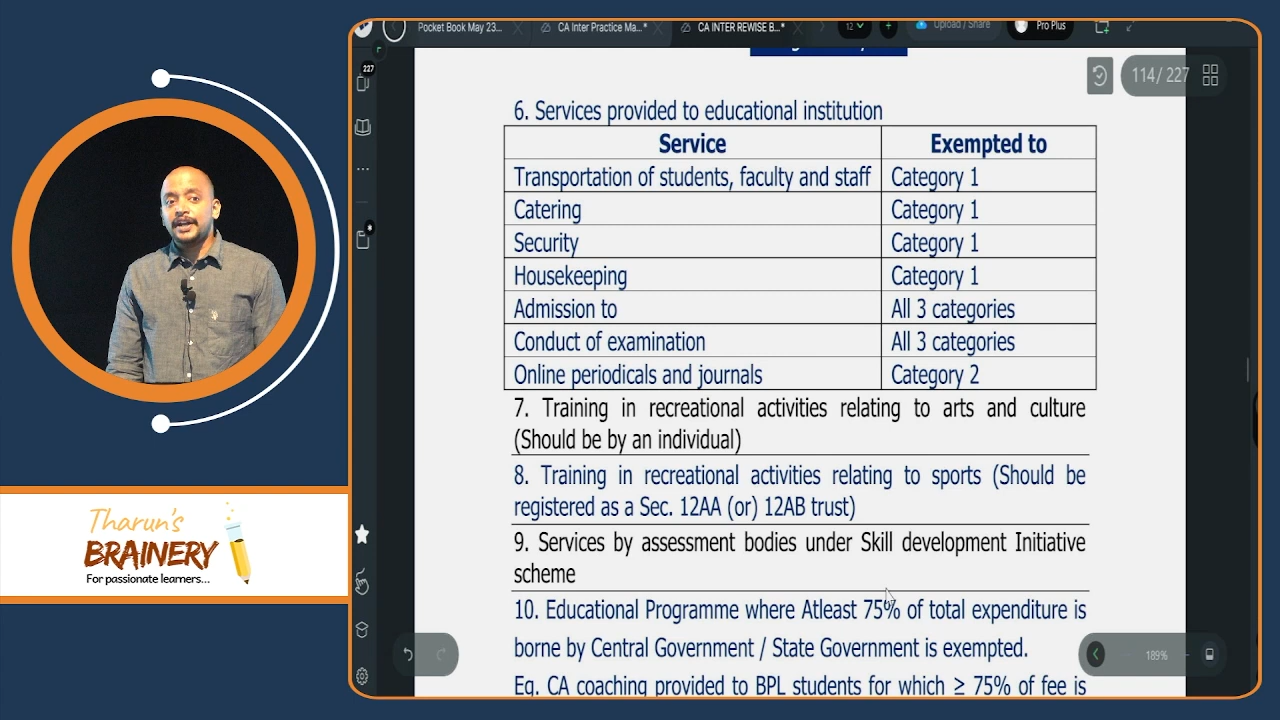 Pocket Book May 23...
CA Inter Practice Ma...*
CA INTER REWISE B...*
12
Upload / Share
Pro Plus
227
114/227
6. Services provided to educational institution
Service Exempted to
Transportation of students, faculty and staff Category 1
Catering Category 1
Security Category 1
Housekeeping Category 1
Admission to All 3 categories
Conduct of examination All 3 categories
Online periodicals and journals Category 2
7. Training in recreational activities relating to arts and culture
(Should be by an individual)
8. Training in recreational activities relating to sports (Should be
registered as a Sec. 12AA (or) 12AB trust)
9. Services by assessment bodies under Skill development Initiative
scheme
10. Educational Programme where Atleast 75% of total expenditure is
borne by Central Government / State Government is exempted.
Eg. CA coaching provided to BPL students for which ≥ 75% of fee is
189%
Tharun's
BRAINERY
For passionate learners...